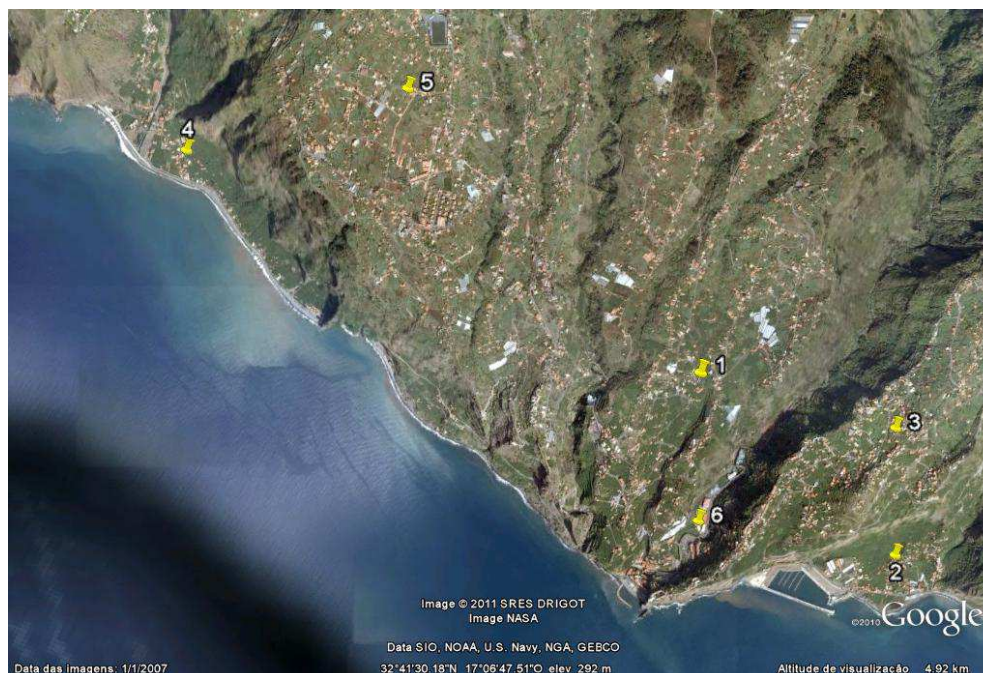 5
4
1
3
6
2
Image © 2011 SRES DRIGOT
Image NASA
©2010 Google
Data SIO, NOAA, U.S. Navy, NGA, GEBCO
Data das imagens: 1/1/2007 32°41'30.18"N 17°06'47.51"O elev 292 m Altitude de visualização 4.92 km